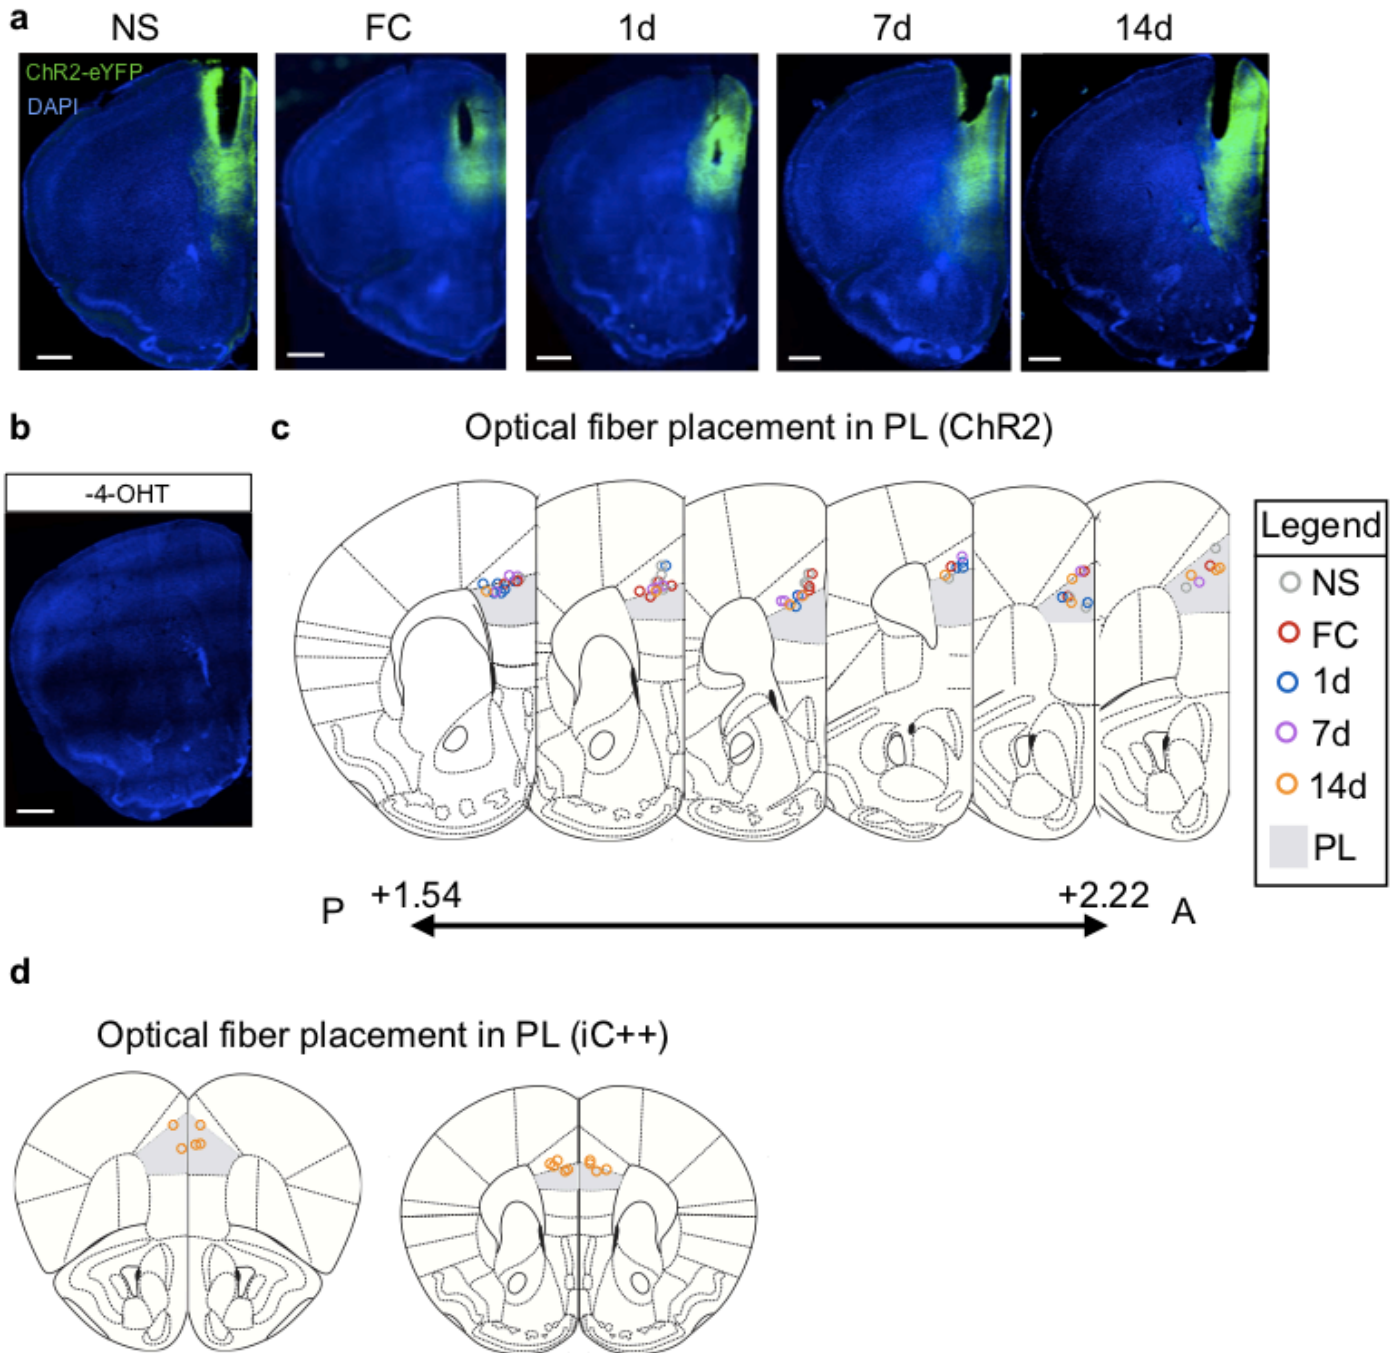 a
NS
FC
1d
7d
14d
ChR2-eYFP
DAPI
b
-4-OHT
c
Optical fiber placement in PL (ChR2)
Legend
NS
FC
1d
7d
14d
PL
P
+1.54
+2.22
A
d
Optical fiber placement in PL (iC++)